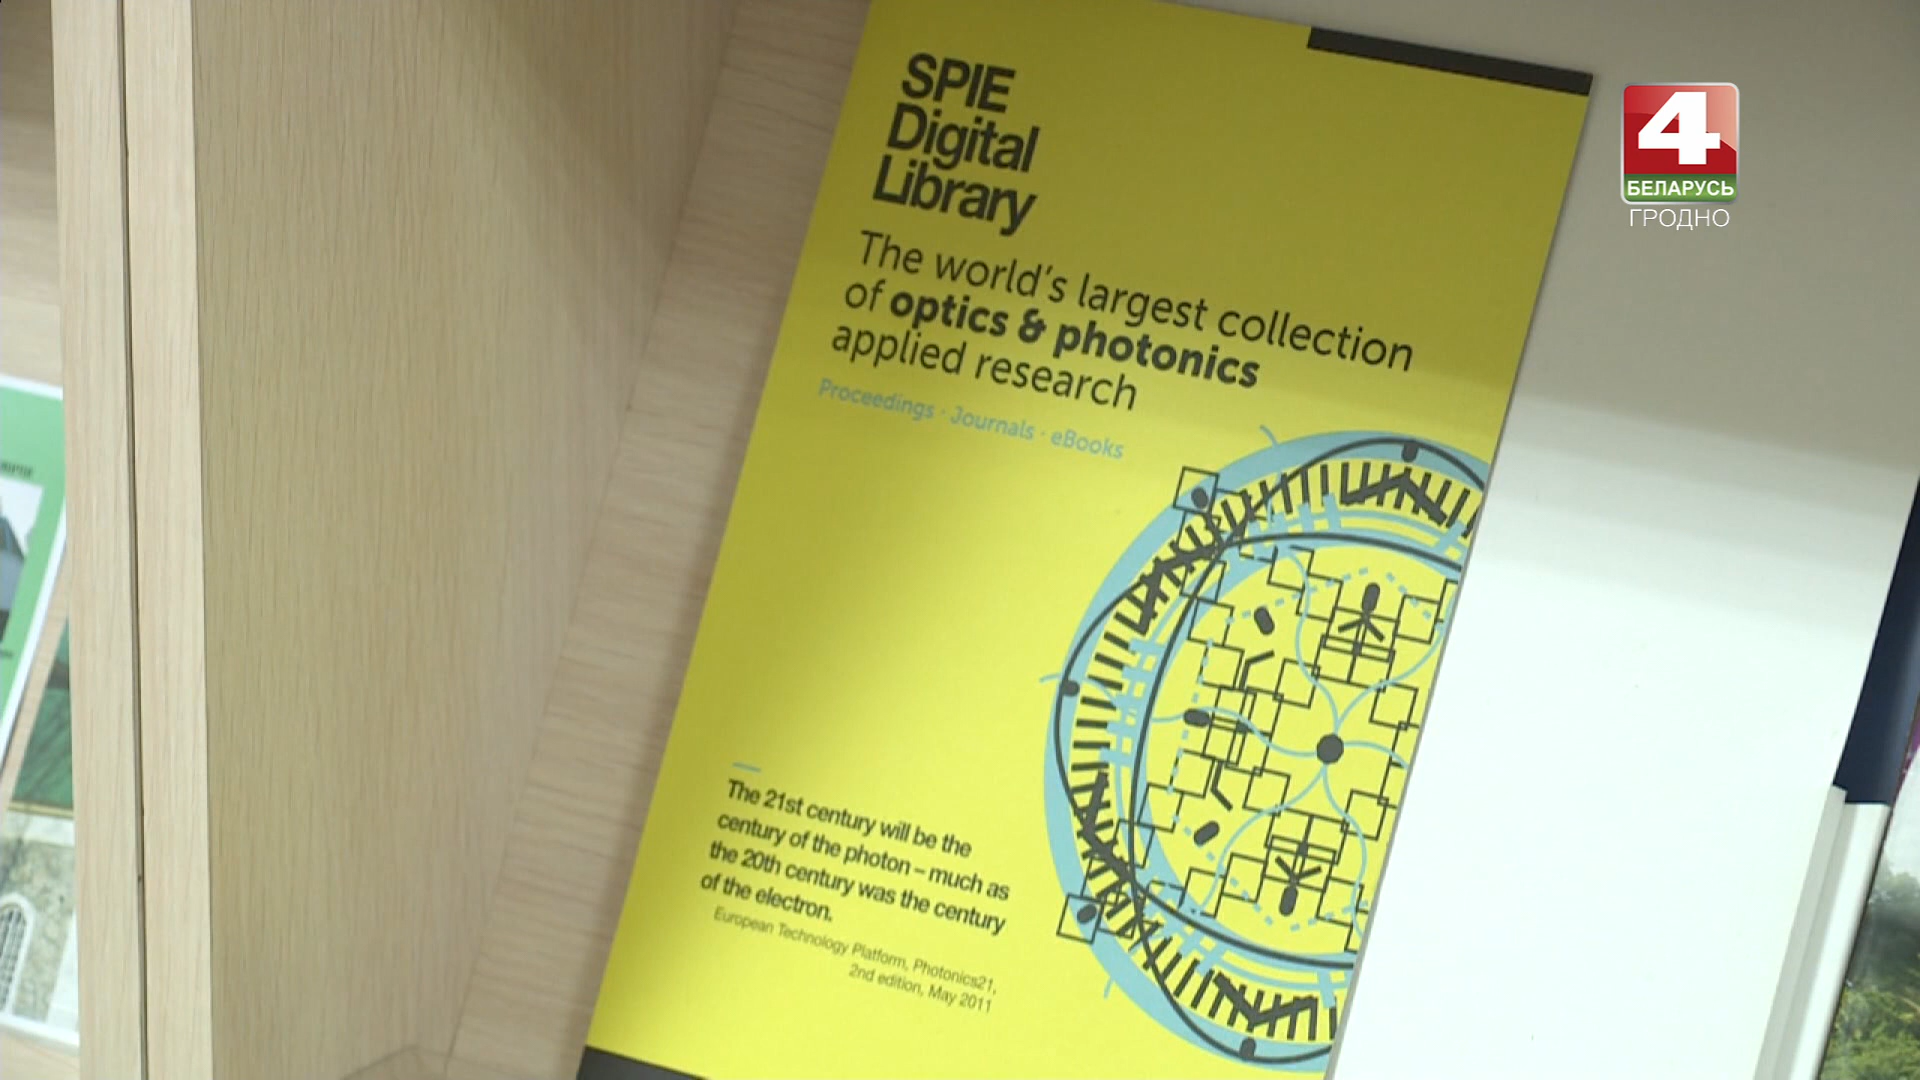 SPIE
Digital
Library
The world's largest collection
of optics & photonics
applied research
Proceedings · Journals · eBooks
The 21st century will be the
century of the photon – much as
the 20th century was the century
of the electron.
European Technology Platform, Photonics21,
2nd edition, May 2011
4
БЕЛАРУСЬ
ГРОДНО